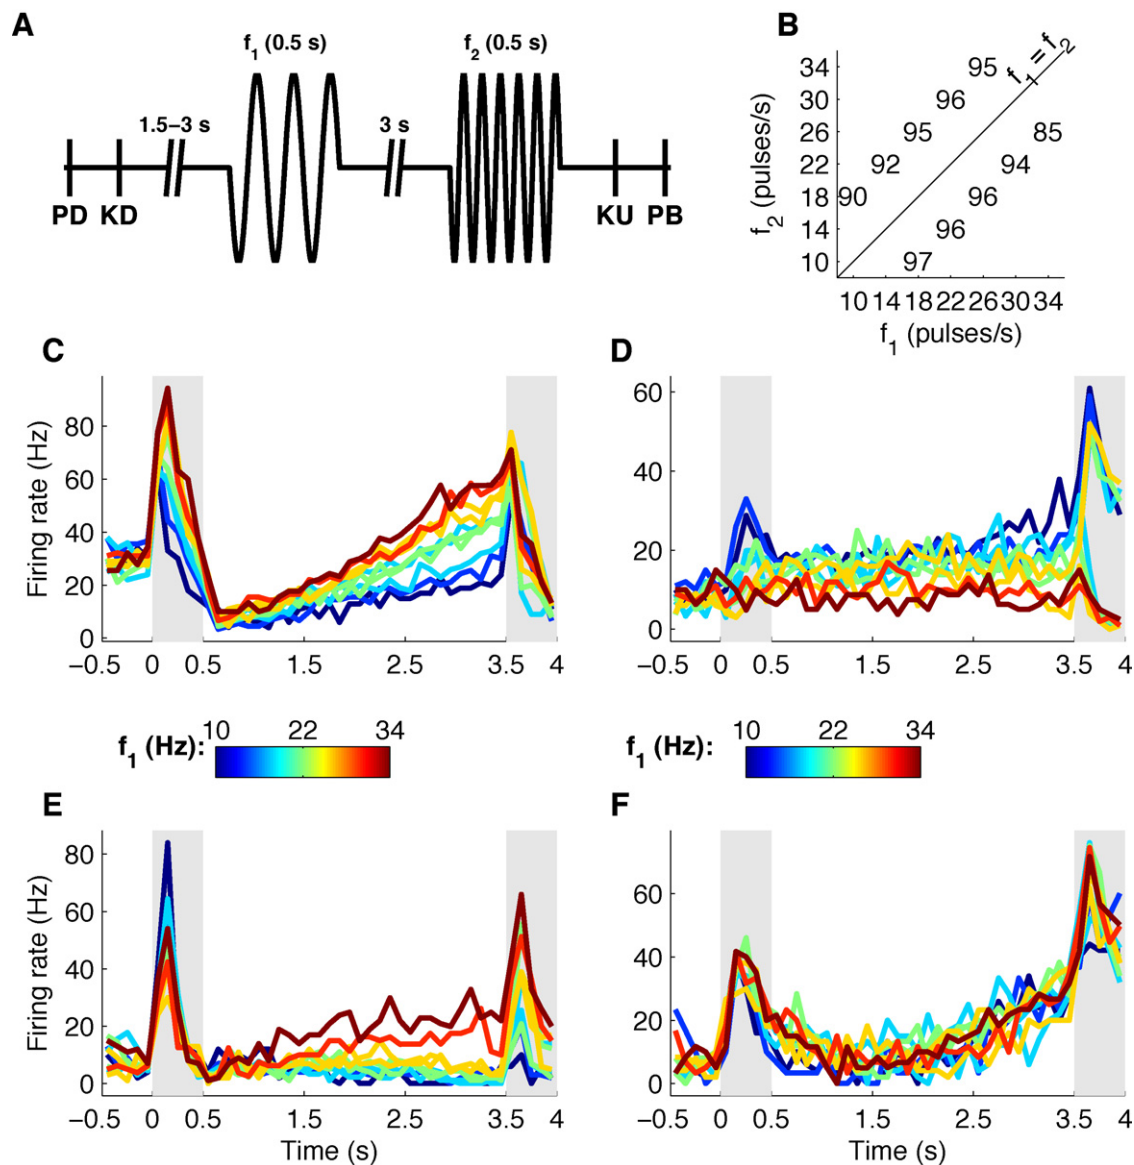 A
f1 (0.5 s)
f2 (0.5 s)
1.5–3 s
3 s
PD
KD
KU
PB
B
f1 = f2
34
30
26
22
18
14
10
95
96
95
85
92
94
90
96
96
97
f2 (pulses/s)
10 14 18 22 26 30 34
f1 (pulses/s)
C
Firing rate (Hz)
80
60
40
20
0
−0.5 0 0.5 1.5 2.5 3.5 4
D
60
40
20
0
−0.5 0 0.5 1.5 2.5 3.5 4
f1 (Hz):
10 22 34
f1 (Hz):
10 22 34
E
Firing rate (Hz)
80
60
40
20
0
−0.5 0 0.5 1.5 2.5 3.5 4
Time (s)
F
60
40
20
0
−0.5 0 0.5 1.5 2.5 3.5 4
Time (s)